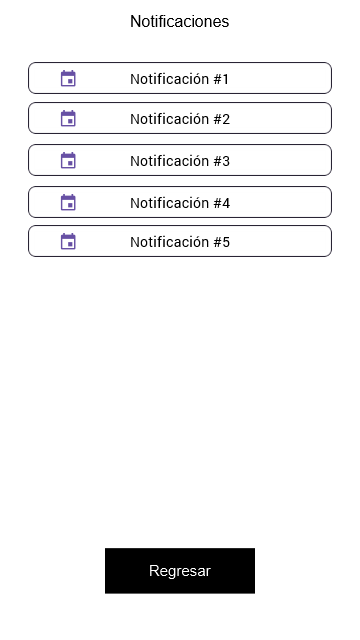 Notificaciones
Notificación #1
Notificación #2
Notificación #3
Notificación #4
Notificación #5
Regresar